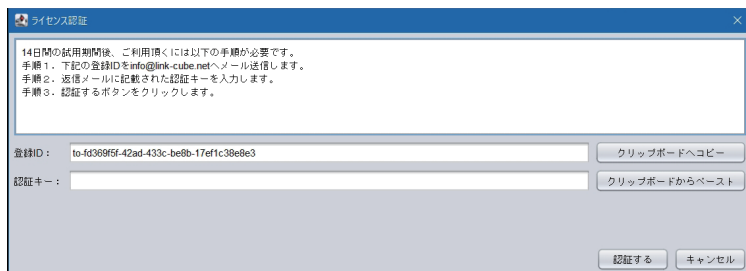 ライセンス認証
14日間の試用期間後、ご利用頂くには以下の手順が必要です。
手順1．下記の登録IDをinfo@link-cube.netへメール送信します。
手順2．返信メールに記載された認証キーを入力します。
手順3．認証するボタンをクリックします。
登録ID： to-fd369f5f-42ad-433c-be8b-17ef1c38e8e3 クリップボードへコピー
認証キー： クリップボードからペースト
認証する キャンセル